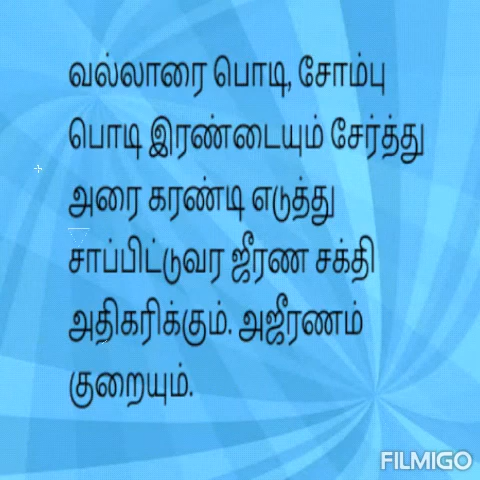 வல்லாரை பொடி, சோம்பு
பொடி இரண்டையும் சேர்த்து
அரை கரண்டி எடுத்து
சாப்பிட்டுவர ஜீரண சக்தி
அதிகரிக்கும். அஜீரணம்
குறையும்.
FILMIGO